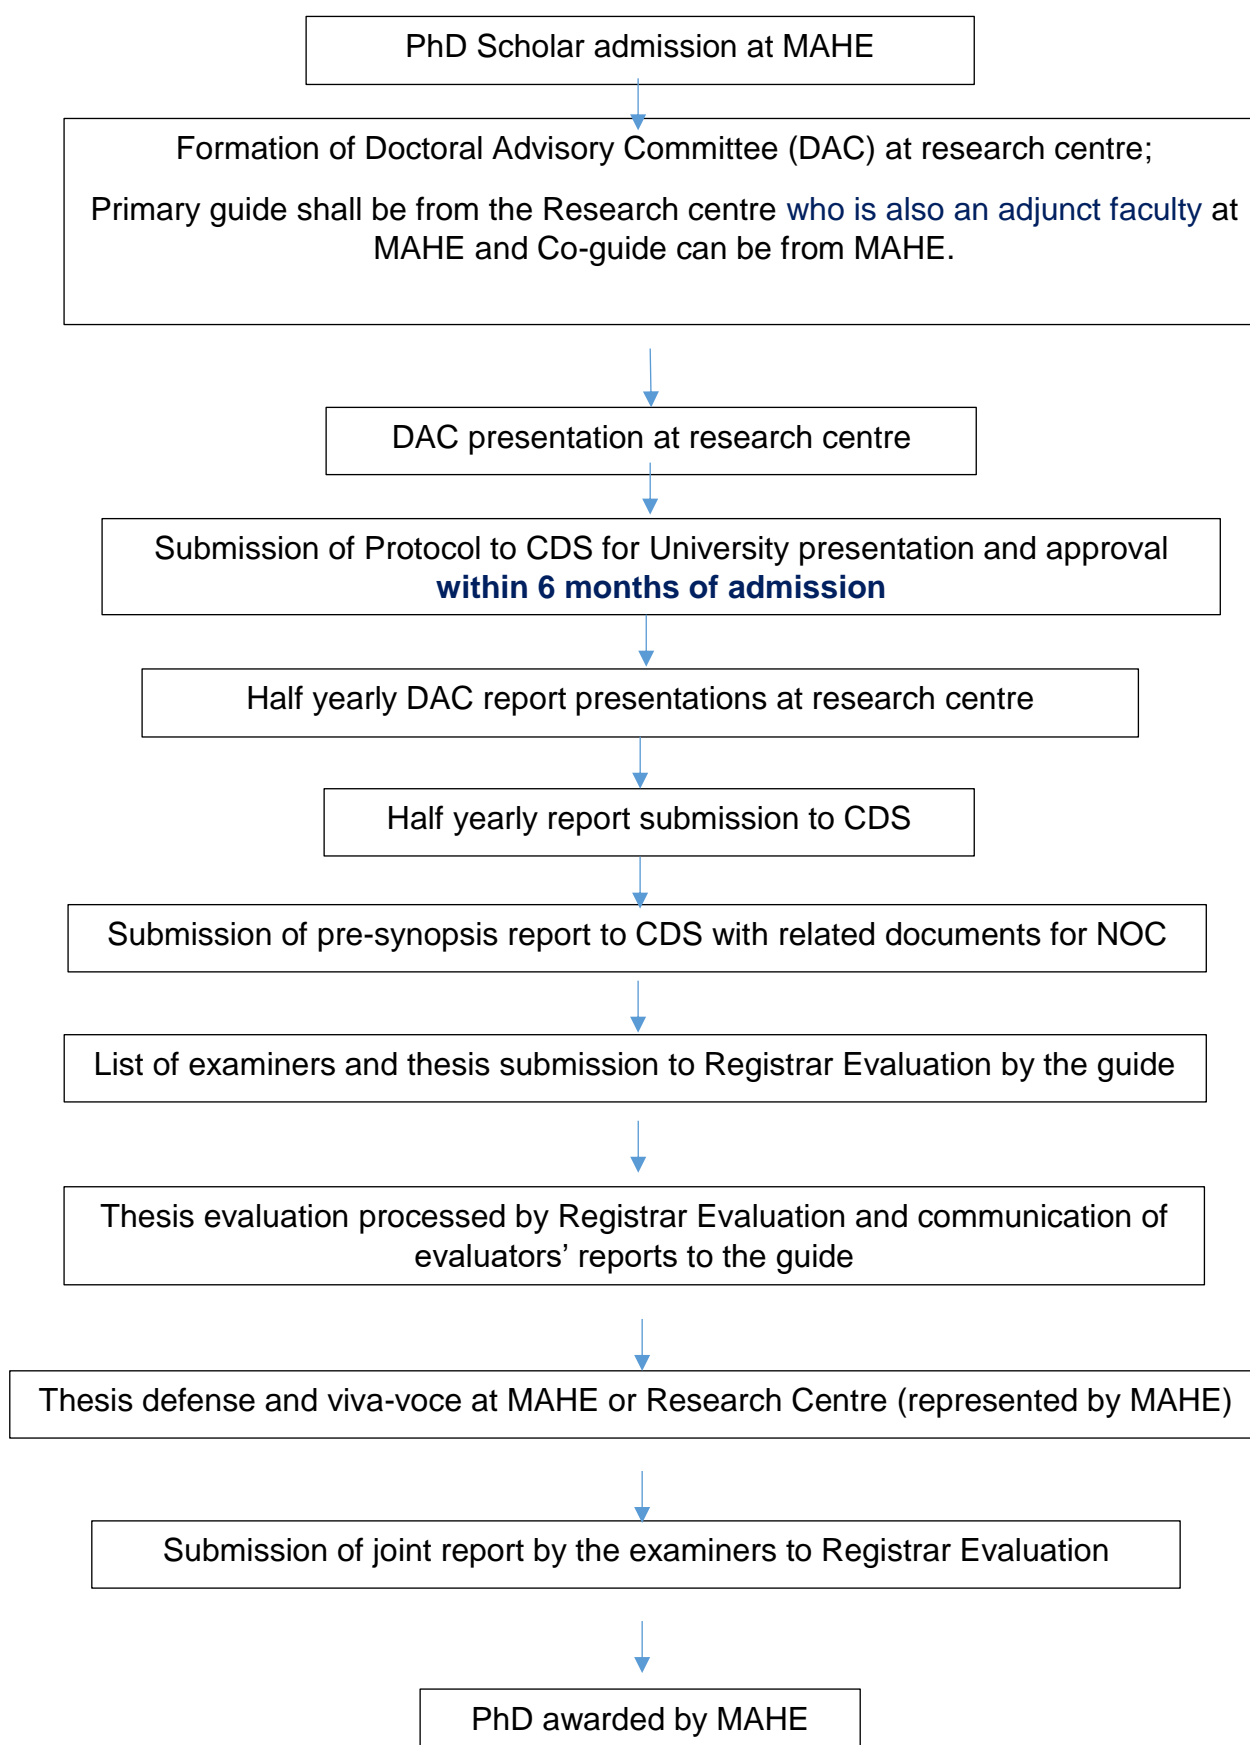 PhD Scholar admission at MAHE
Formation of Doctoral Advisory Committee (DAC) at research centre;
Primary guide shall be from the Research centre who is also an adjunct faculty at
MAHE and Co-guide can be from MAHE.
DAC presentation at research centre
Submission of Protocol to CDS for University presentation and approval
within 6 months of admission
Half yearly DAC report presentations at research centre
Half yearly report submission to CDS
Submission of pre-synopsis report to CDS with related documents for NOC
List of examiners and thesis submission to Registrar Evaluation by the guide
Thesis evaluation processed by Registrar Evaluation and communication of
evaluators’ reports to the guide
Thesis defense and viva-voce at MAHE or Research Centre (represented by MAHE)
Submission of joint report by the examiners to Registrar Evaluation
PhD awarded by MAHE